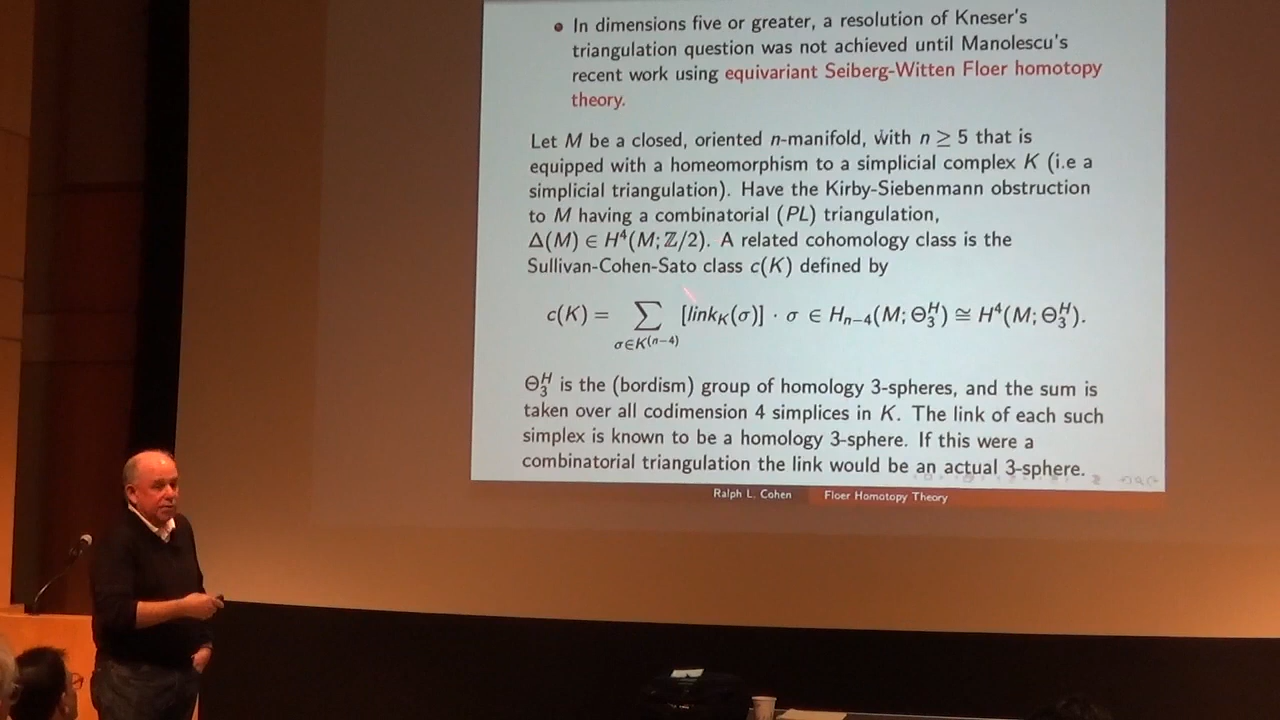 • In dimensions five or greater, a resolution of Kneser's
triangulation question was not achieved until Manolescu's
recent work using equivariant Seiberg-Witten Floer homotopy
theory.
Let M be a closed, oriented n-manifold, with n ≥ 5 that is
equipped with a homeomorphism to a simplicial complex K (i.e a
simplicial triangulation). Have the Kirby-Siebenmann obstruction
to M having a combinatorial (PL) triangulation,
Δ(M) ∈ H⁴(M; ℤ/2). A related cohomology class is the
Sullivan-Cohen-Sato class c(K) defined by
c(K) = ∑_{σ∈K^{(n−4)}} [link_K(σ)] · σ ∈ H_{n−4}(M; Θ_3^H) ≅ H⁴(M; Θ_3^H).
Θ_3^H is the (bordism) group of homology 3-spheres, and the sum is
taken over all codimension 4 simplices in K. The link of each such
simplex is known to be a homology 3-sphere. If this were a
combinatorial triangulation the link would be an actual 3-sphere.
Ralph L. Cohen Floer Homotopy Theory